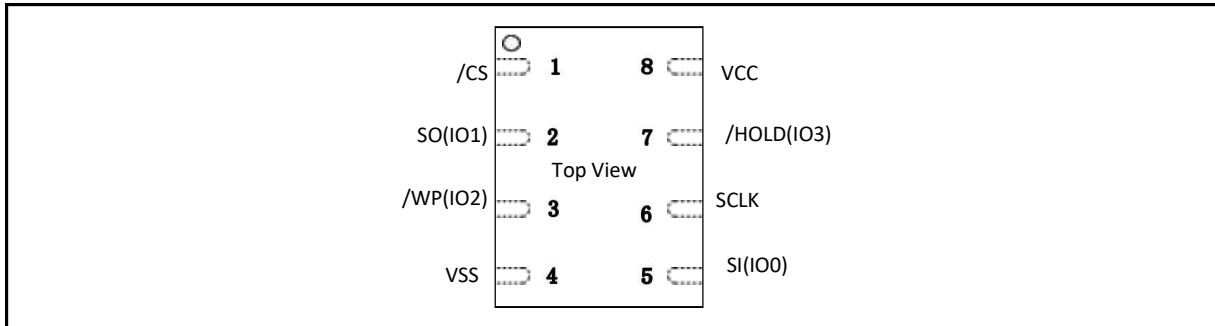 /CS 1 8 VCC
SO(IO1) 2 7 /HOLD(IO3)
Top View
/WP(IO2) 3 6 SCLK
VSS 4 5 SI(IO0)